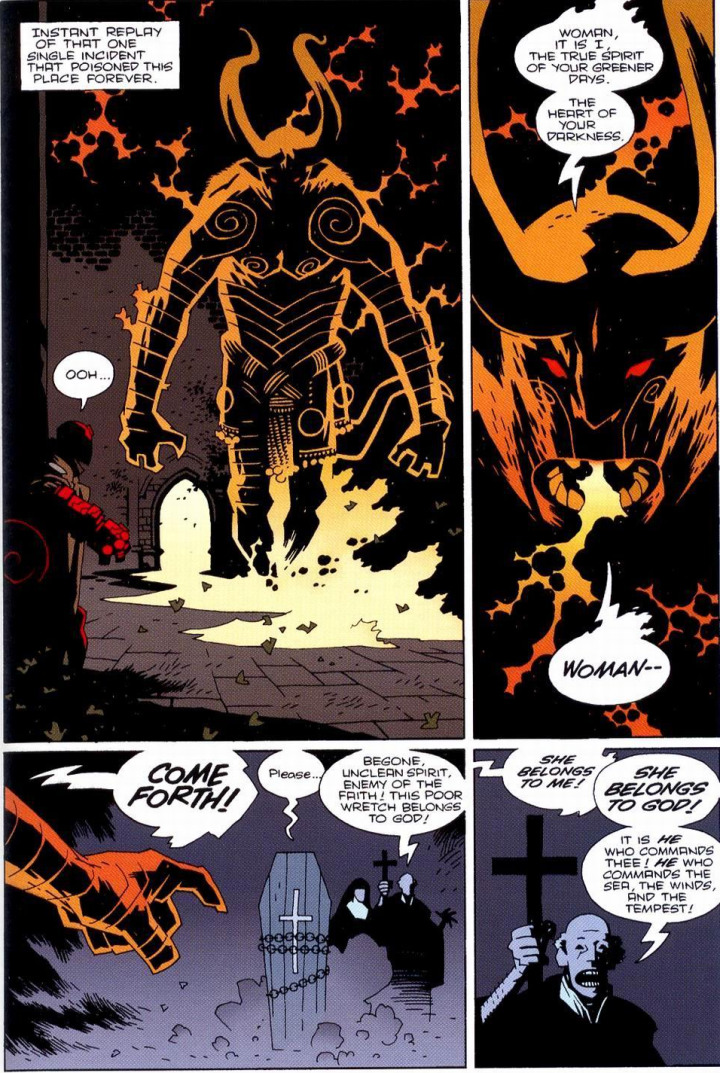 INSTANT REPLAY
OF THAT ONE
SINGLE INCIDENT
THAT POISONED THIS
PLACE FOREVER.
OOH...
WOMAN,
IT IS I,
THE TRUE SPIRIT
OF YOUR GREENER
DAYS.
THE
HEART OF
YOUR
DARKNESS.
WOMAN--
COME
FORTH!
Please...
BEGONE,
UNCLEAN SPIRIT,
ENEMY OF THE
FAITH! THIS POOR
WRETCH BELONGS
TO GOD!
SHE
BELONGS
TO ME!
SHE
BELONGS
TO GOD!
IT IS HE
WHO COMMANDS
THEE! HE WHO
COMMANDS THE
SEA, THE WINDS,
AND THE
TEMPEST!